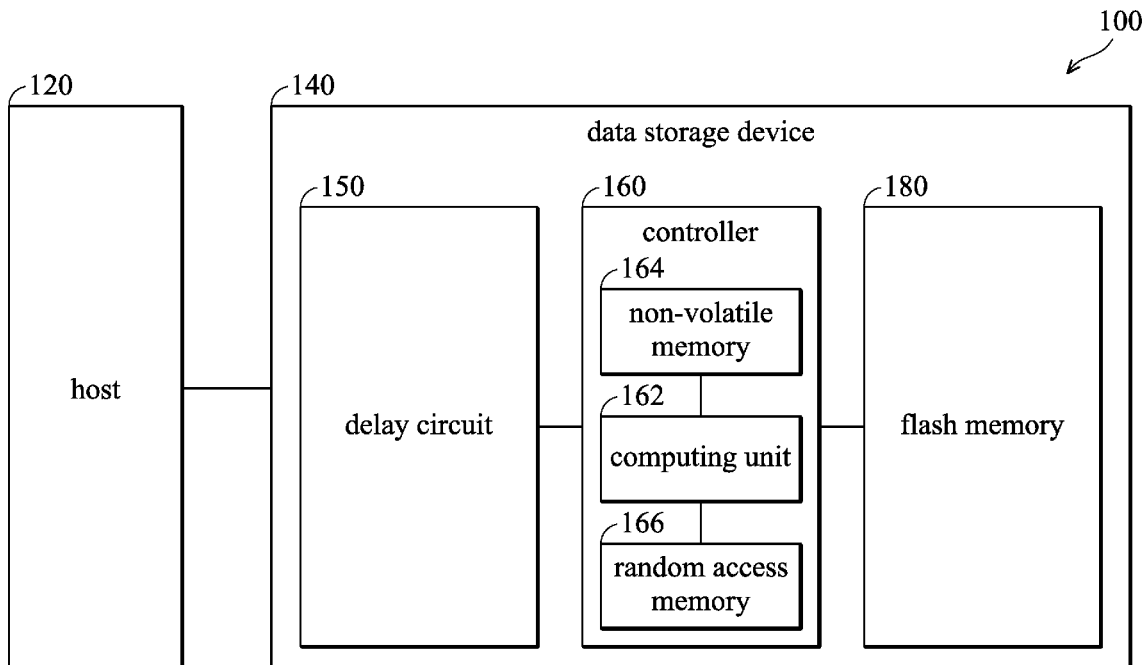 100
120
140
data storage device
150
160
180
controller
164
non-volatile
memory
host
delay circuit
162
computing unit
flash memory
166
random access
memory